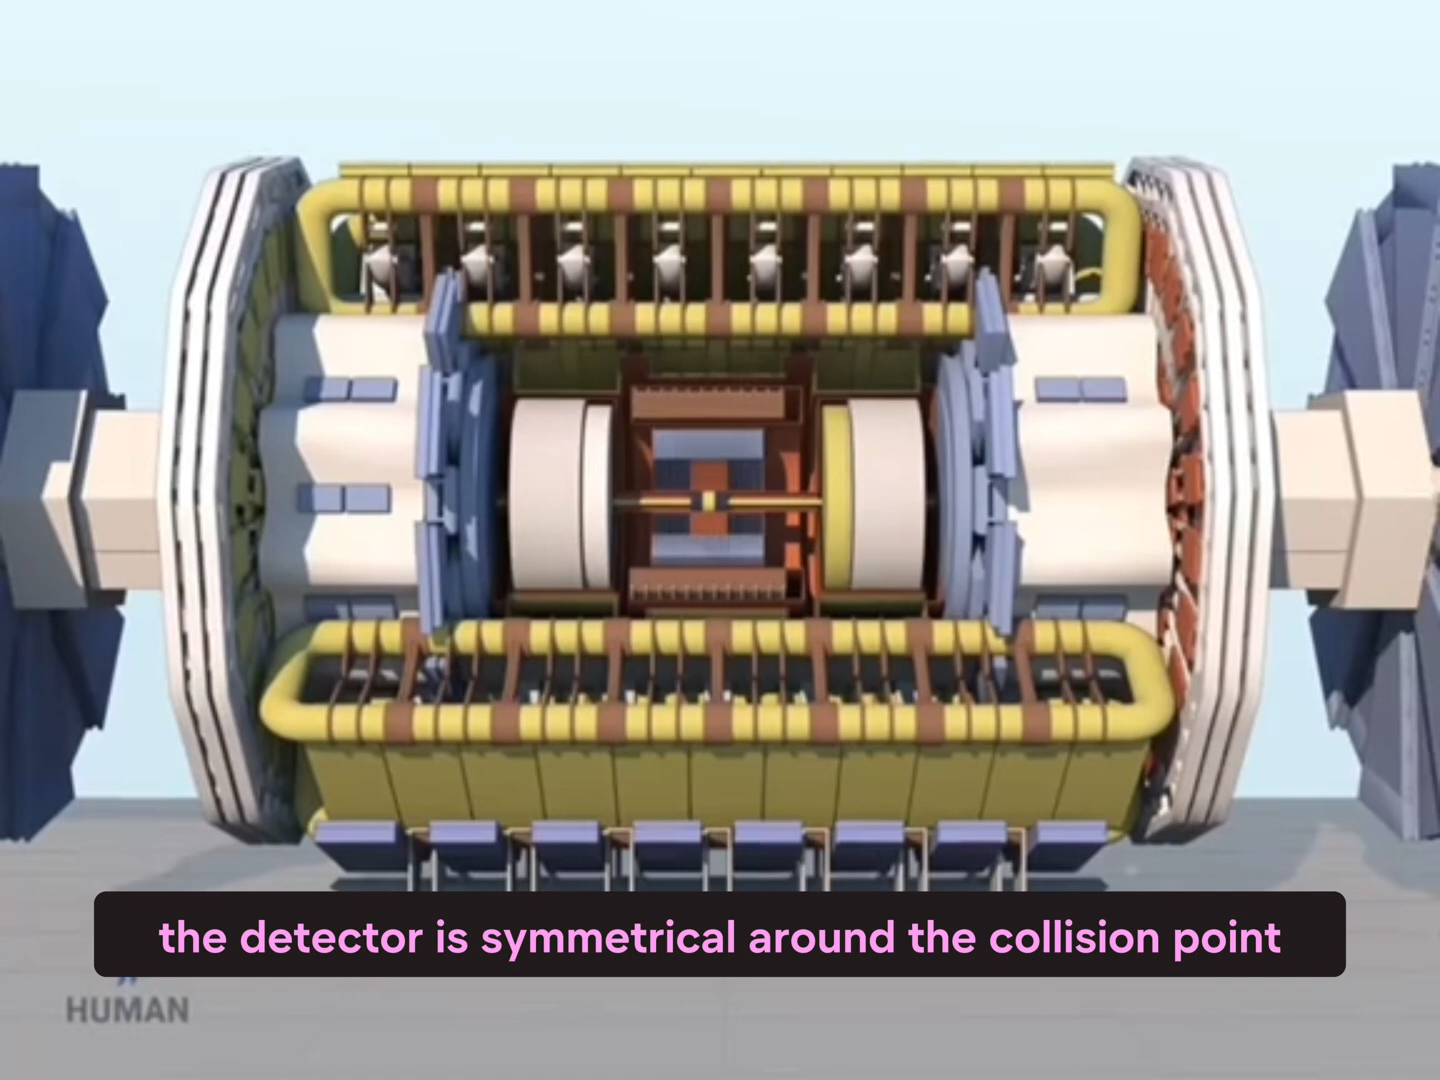 the detector is symmetrical around the collision point
HUMAN